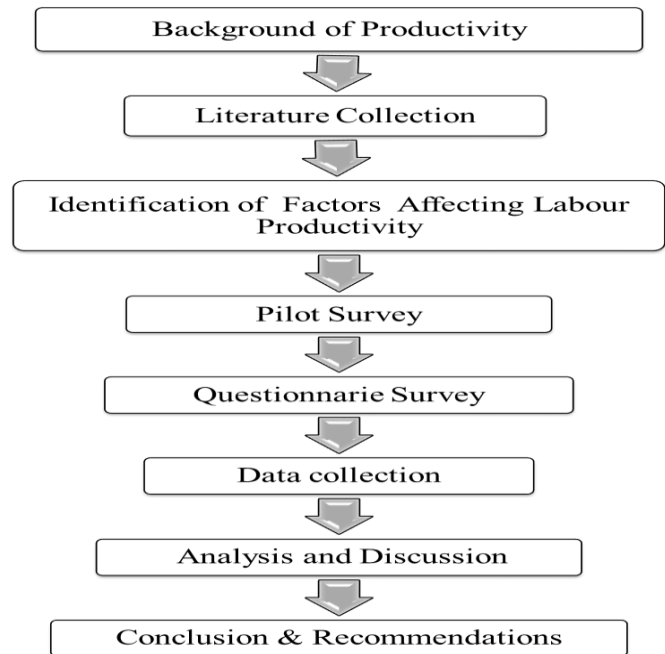 Background of Productivity
Literature Collection
Identification of Factors Affecting Labour
Productivity
Pilot Survey
Questionnarie Survey
Data collection
Analysis and Discussion
Conclusion & Recommendations